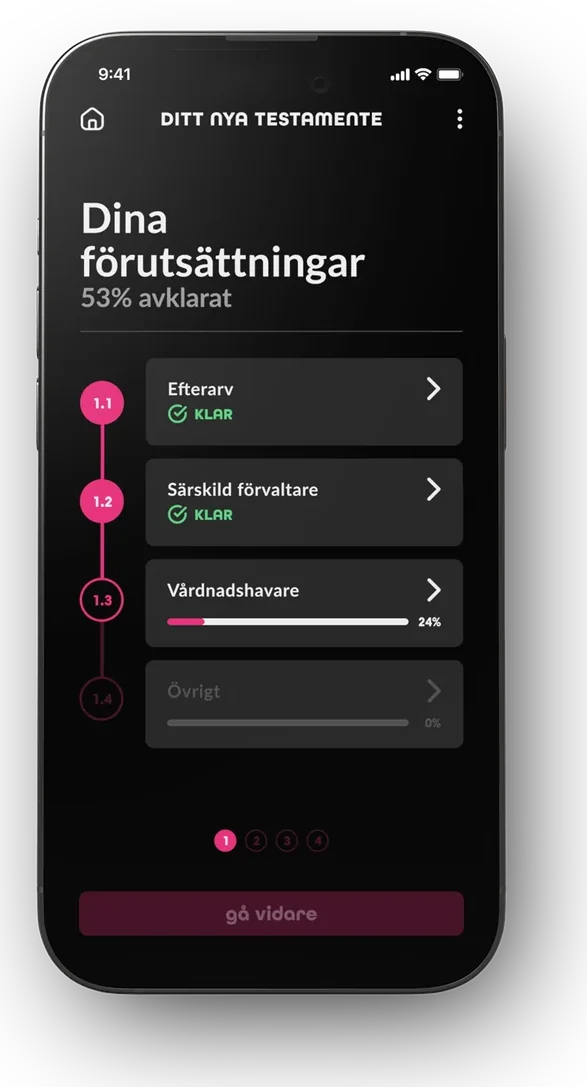 9:41
DITT NYA TESTAMENTE
Dina
förutsättningar
53% avklarat
1.1
Efterarv
KLAR
1.2
Särskild förvaltare
KLAR
1.3
Vårdnadshavare
24%
1.4
Övrigt
0%
1 2 3 4
gå vidare